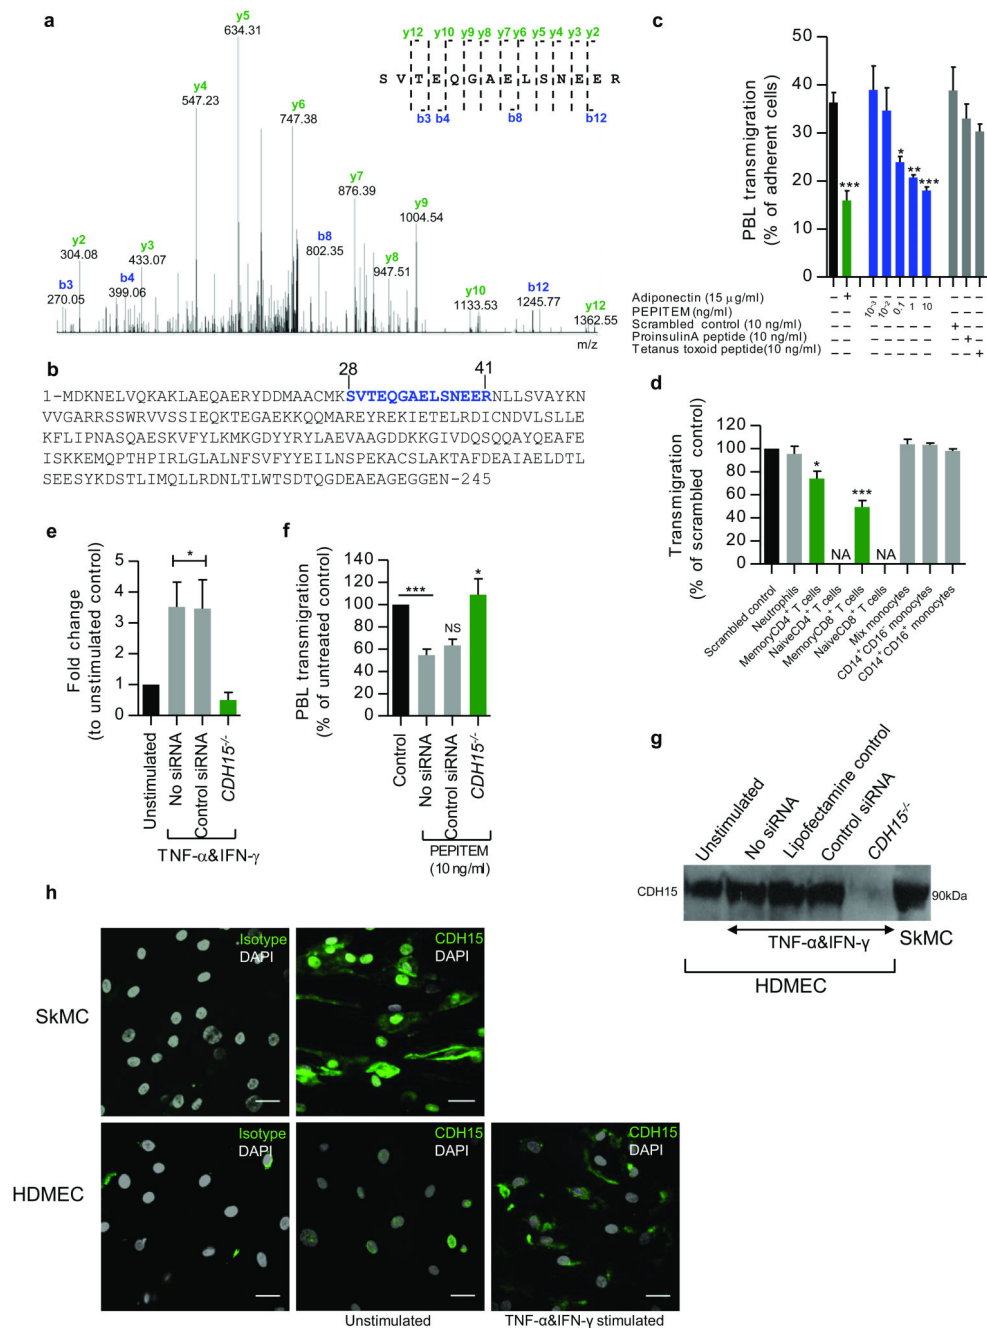 a
y5
634.31
y4
547.23
y6
747.38
y7
876.39
y9
1004.54
y2
304.08
y3
433.07
b8
802.35
y8
947.51
b3
270.05
b4
399.06
y10
1133.53
b12
1245.77
y12
1362.55
m/z
y12 y10 y9 y8 y7 y6 y5 y4 y3 y2
S V T E Q G A E L S N E E R
b3 b4 b8 b12
b
28 41
1-MDKNELVQKAKLAEQAERYDDMAACMKSVTEQGAELSNEERNLLSVAYKN
VVGARRSSWRVVSSIEQKTEGAEKKQQMAREYREKIETELRDICNDVLSLLE
KFLIPNASQAESKVFYLKMKGDYYRYLAEVAAGDDKKGIVDQSQQAYQEAFE
ISKKEMQPTHPIRLGLALNFSVFYYEILNSPEKACSLAKTAFDEAIAELDTL
SEESYKDSTLIMQLLRDNLTLWTSDTQGDEAEAGEGGEN-245
c
PBL transmigration
(% of adherent cells)
50
40
30
20
10
0
*** * ** ***
Adiponectin (15 µg/ml) – + – – – – – – – –
PEPITEM (ng/ml) – – 10-3 10-2 0.1 1 10 – – –
Scrambled control (10 ng/ml) – – – – – – – + – –
ProinsulinA peptide (10 ng/ml) – – – – – – – – + –
Tetanus toxoid peptide(10 ng/ml) – – – – – – – – – +
d
Transmigration
(% of scrambled control)
120
100
80
60
40
20
0
* NA *** NA
Scrambled control
Neutrophils
MemoryCD4+ T cells
NaiveCD4+ T cells
MemoryCD8+ T cells
NaiveCD8+ T cells
Mix monocytes
CD14+CD16- monocytes
CD14+CD16+ monocytes
e
Fold change
(to unstimulated control)
5
4
3
2
1
0
*
Unstimulated
No siRNA
Control siRNA
CDH15-/-
TNF-α&IFN-γ
f
PBL transmigration
(% of untreated control)
140
120
100
80
60
40
20
0
*** NS *
Control
No siRNA
Control siRNA
CDH15-/-
PEPITEM
(10 ng/ml)
g
Unstimulated
No siRNA
Lipofectamine control
Control siRNA
CDH15-/-
CDH15
90kDa
TNF-α&IFN-γ
SkMC
HDMEC
h
SkMC
Isotype
DAPI
CDH15
DAPI
HDMEC
Isotype
DAPI
CDH15
DAPI
CDH15
DAPI
Unstimulated
TNF-α&IFN-γ stimulated